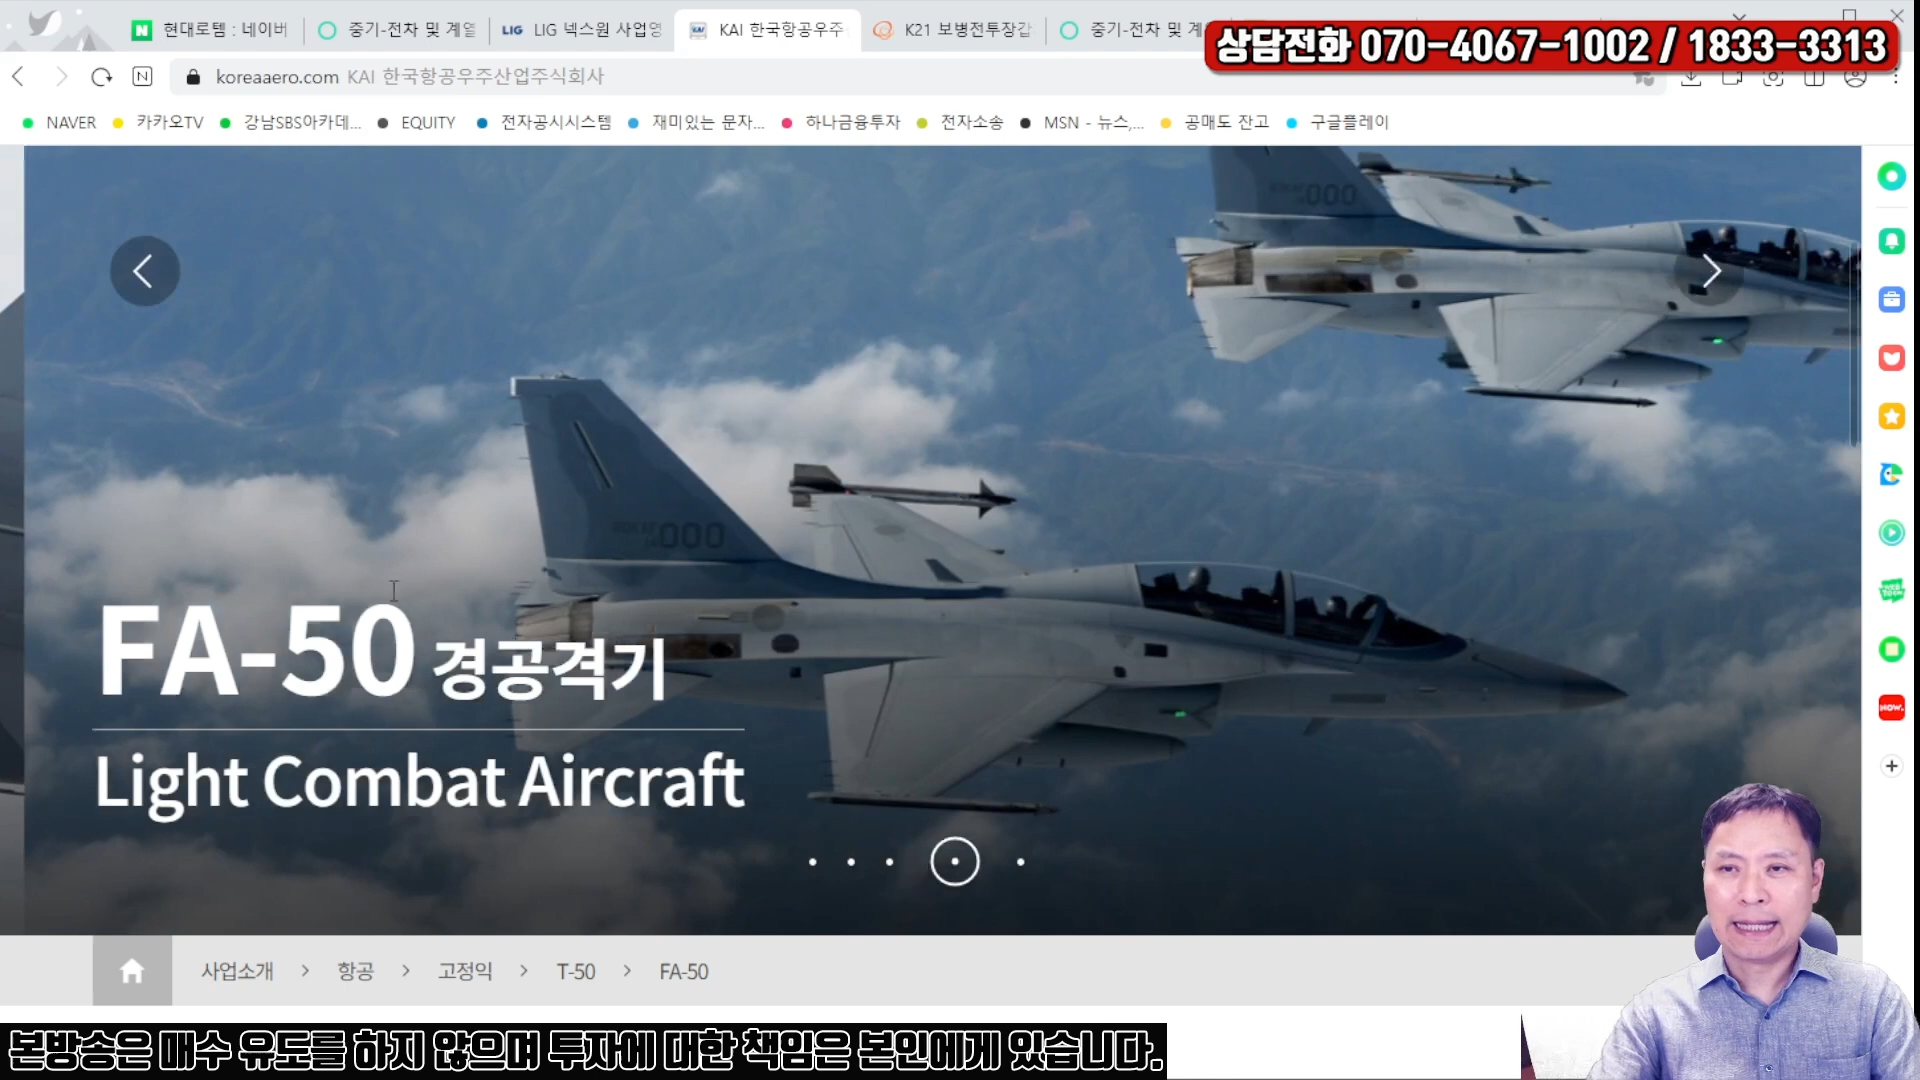 현대로템 : 네이버
중기-전차 및 계열
LIG LIG 넥스원 사업영
KAI 한국항공우주
K21 보병전투장갑
중기-전차 및 계
상담전화 070-4067-1002 / 1833-3313
koreaaero.com KAI 한국항공우주산업주식회사
NAVER
카카오TV
강남SBS아카데...
EQUITY
전자공시시스템
재미있는 문자...
하나금융투자
전자소송
MSN - 뉴스,...
공매도 잔고
구글플레이
000
000
FA-50 경공격기
Light Combat Aircraft
NOW.
사업소개 > 항공 > 고정익 > T-50 > FA-50
본방송은 매수 유도를 하지 않으며 투자에 대한 책임은 본인에게 있습니다.